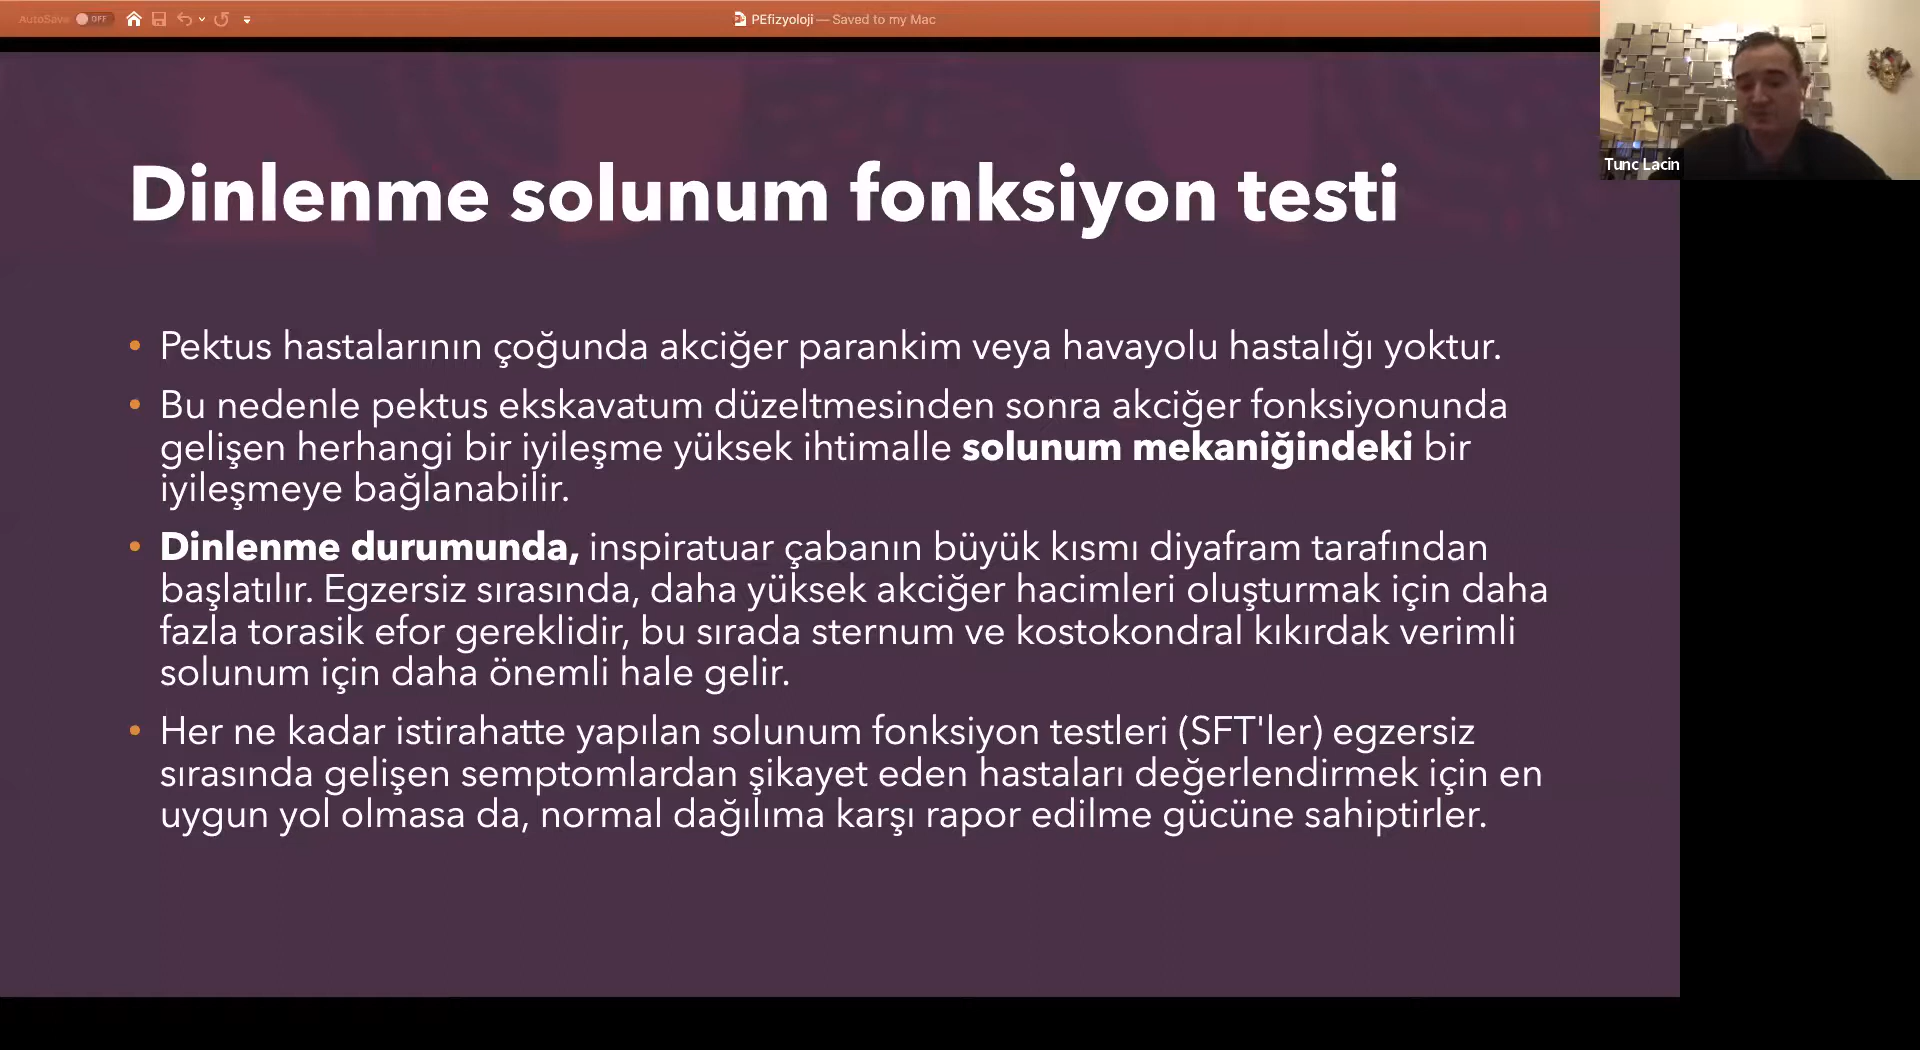 AutoSave OFF
PEfizyoloji — Saved to my Mac
Tunc Lacin
Dinlenme solunum fonksiyon testi
• Pektus hastalarının çoğunda akciğer parankim veya havayolu hastalığı yoktur.
• Bu nedenle pektus ekskavatum düzeltmesinden sonra akciğer fonksiyonunda
gelişen herhangi bir iyileşme yüksek ihtimalle solunum mekaniğindeki bir
iyileşmeye bağlanabilir.
• Dinlenme durumunda, inspiratuar çabanın büyük kısmı diyafram tarafından
başlatılır. Egzersiz sırasında, daha yüksek akciğer hacimleri oluşturmak için daha
fazla torasik efor gereklidir, bu sırada sternum ve kostokondral kıkırdak verimli
solunum için daha önemli hale gelir.
• Her ne kadar istirahatte yapılan solunum fonksiyon testleri (SFT'ler) egzersiz
sırasında gelişen semptomlardan şikayet eden hastaları değerlendirmek için en
uygun yol olmasa da, normal dağılıma karşı rapor edilme gücüne sahiptirler.